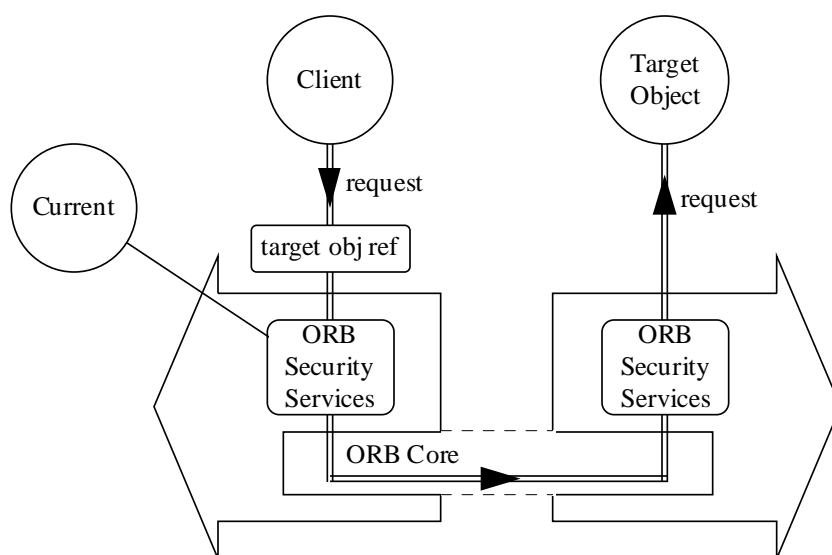 Client
Target
Object
request
request
Current
target obj ref
ORB
Security
Services
ORB
Security
Services
ORB Core